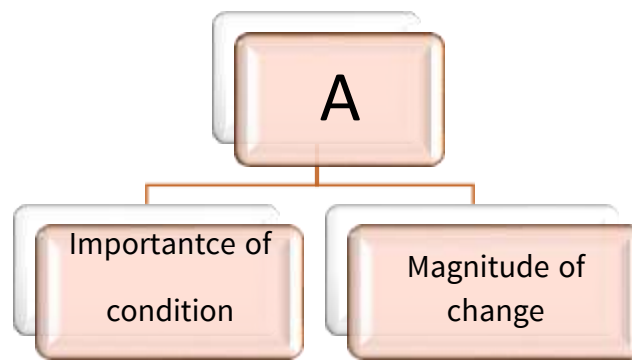 A
Importantce of
condition
Magnitude of
change